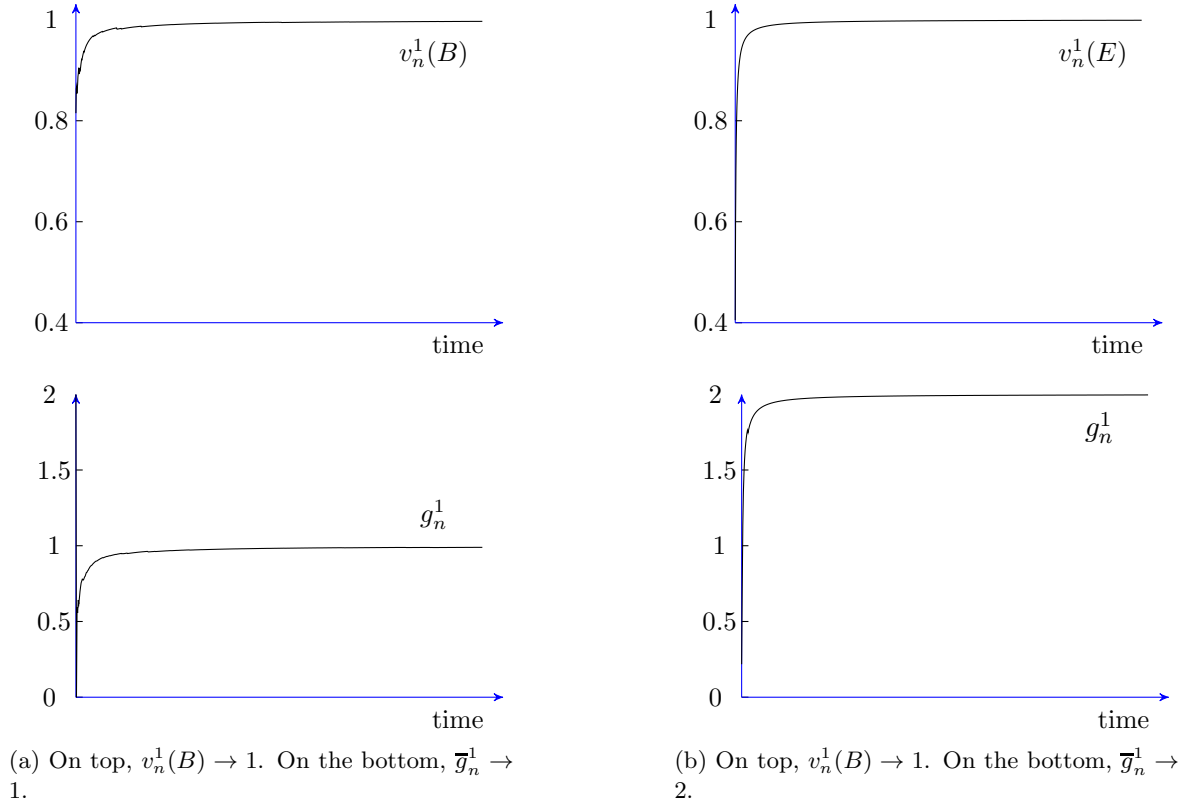 1
0.8
0.6
0.4
v_n^1(B)
time
1
0.8
0.6
0.4
v_n^1(E)
time
2
1.5
1
0.5
0
g_n^1
time
2
1.5
1
0.5
0
g_n^1
time
(a) On top, v_n^1(B) → 1. On the bottom, g̅_n^1 →
1.
(b) On top, v_n^1(B) → 1. On the bottom, g̅_n^1 →
2.